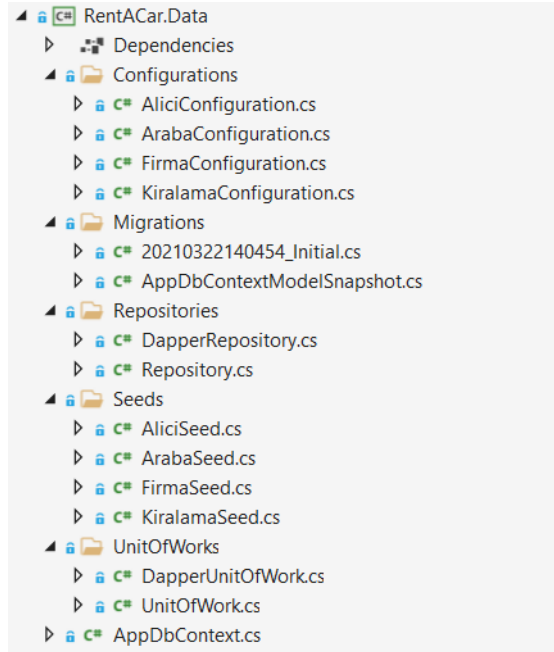 C# RentACar.Data
Dependencies
Configurations
C# AliciConfiguration.cs
C# ArabaConfiguration.cs
C# FirmaConfiguration.cs
C# KiralamaConfiguration.cs
Migrations
C# 20210322140454_Initial.cs
C# AppDbContextModelSnapshot.cs
Repositories
C# DapperRepository.cs
C# Repository.cs
Seeds
C# AliciSeed.cs
C# ArabaSeed.cs
C# FirmaSeed.cs
C# KiralamaSeed.cs
UnitOfWorks
C# DapperUnitOfWork.cs
C# UnitOfWork.cs
C# AppDbContext.cs